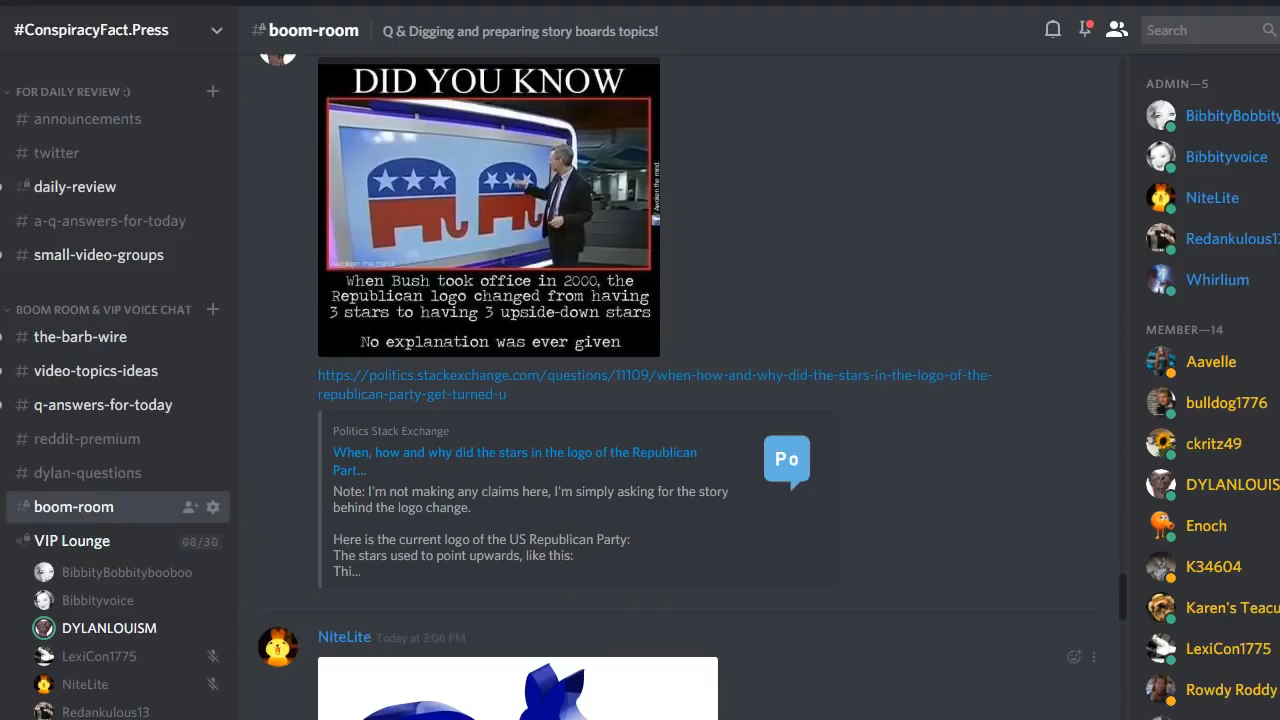 #ConspiracyFact.Press
FOR DAILY REVIEW :)
# announcements
# twitter
# daily-review
# a-q-answers-for-today
# small-video-groups
BOOM ROOM & VIP VOICE CHAT
# the-barb-wire
# video-topics-ideas
# q-answers-for-today
# reddit-premium
# dylan-questions
# boom-room
VIP Lounge 08/30
BibbityBobbitybooboo
Bibbityvoice
DYLANLOUISM
LexiCon1775
NiteLite
Redankulous13
# boom-room Q & Digging and preparing story boards topics!
Search
DID YOU KNOW
Awaken the mind
Awaken the mind
When Bush took office in 2000, the
Republican logo changed from having
3 stars to having 3 upside-down stars
No explanation was ever given
https://politics.stackexchange.com/questions/11109/when-how-and-why-did-the-stars-in-the-logo-of-the-
republican-party-get-turned-u
Politics Stack Exchange
When, how and why did the stars in the logo of the Republican
Part...
Po
Note: I'm not making any claims here, I'm simply asking for the story
behind the logo change.
Here is the current logo of the US Republican Party:
The stars used to point upwards, like this:
Thi...
NiteLite Today at 3:06 PM
ADMIN—5
BibbityBobbity
Bibbityvoice
NiteLite
Redankulous13
Whirlium
MEMBER—14
Aavelle
bulldog1776
ckritz49
DYLANLOUIS
Enoch
K34604
Karen's Teacu
LexiCon1775
Rowdy Roddy